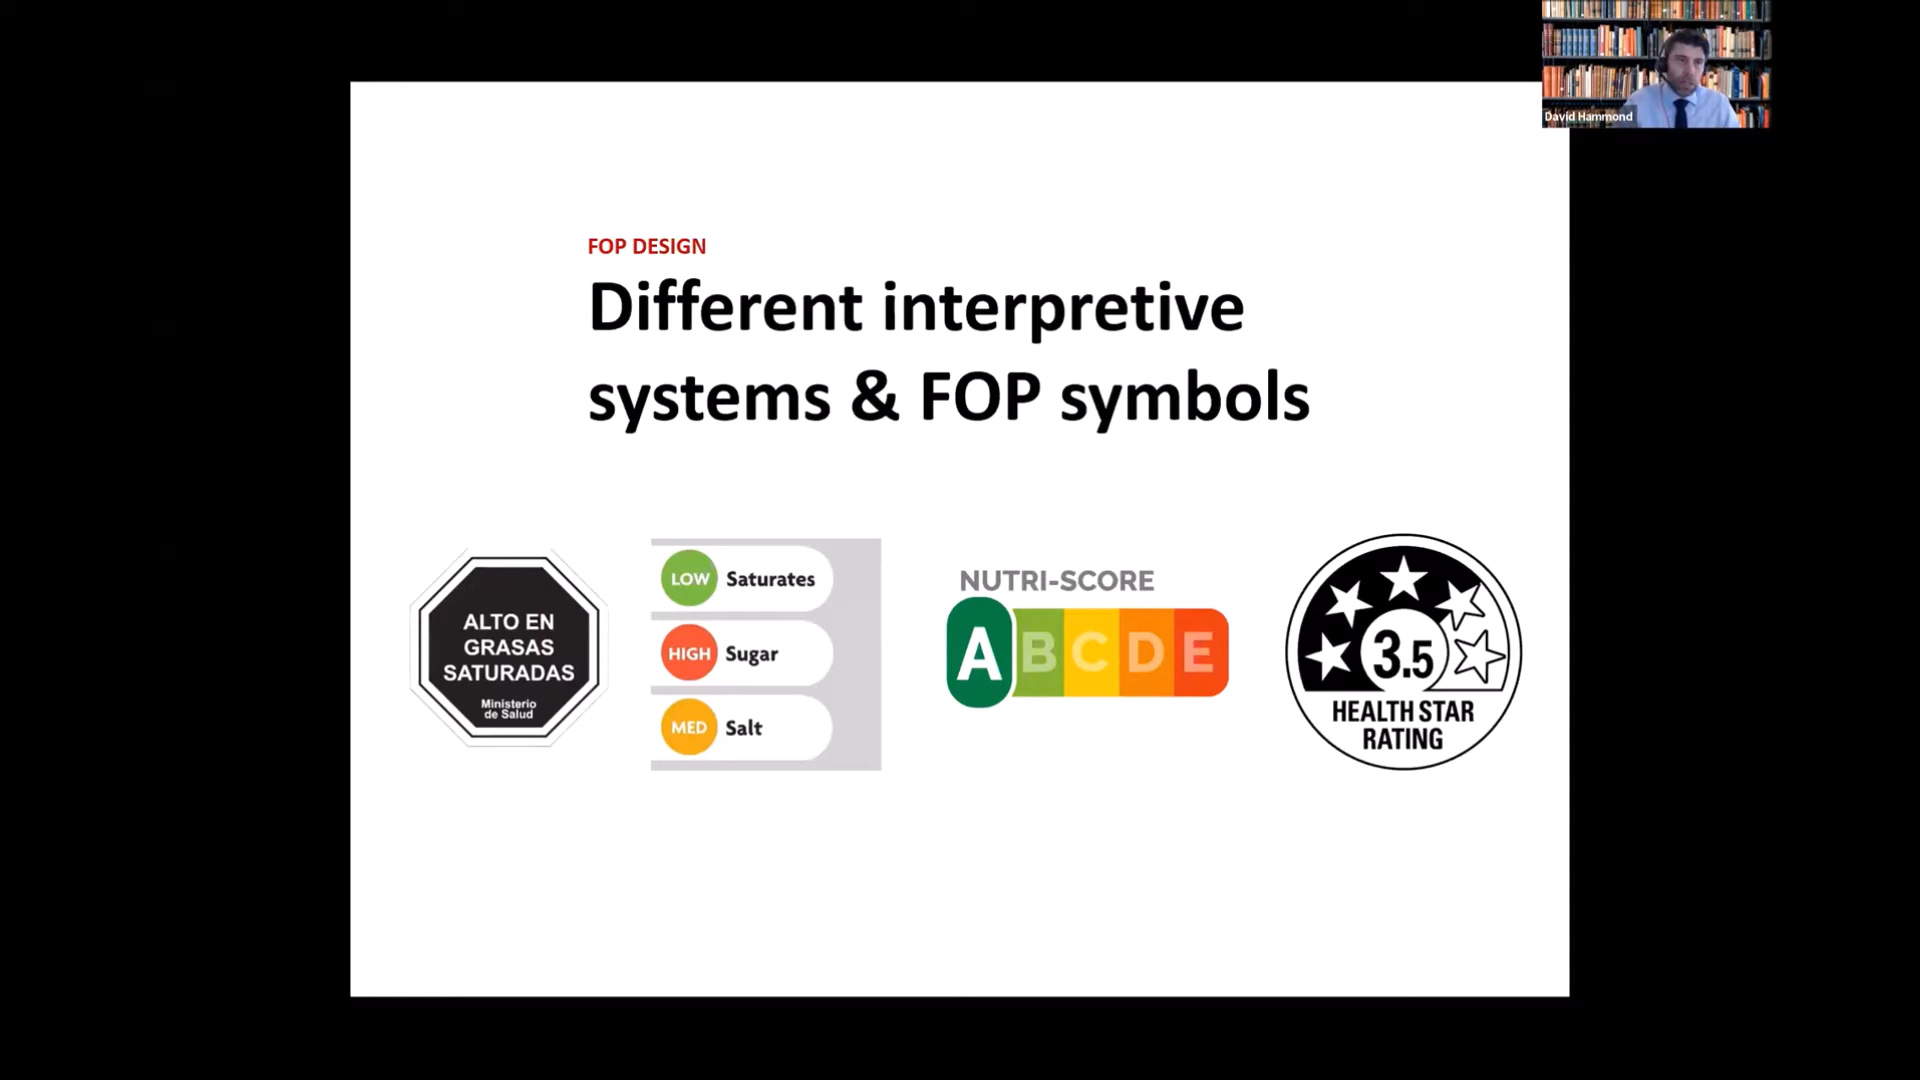 David Hammond
FOP DESIGN
Different interpretive
systems & FOP symbols
ALTO EN
GRASAS
SATURADAS
Ministerio
de Salud
LOW Saturates
HIGH Sugar
MED Salt
NUTRI-SCORE
A B C D E
3.5
HEALTH STAR
RATING